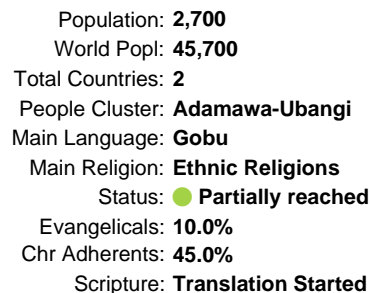 Population: 2,700
World Popl: 45,700
Total Countries: 2
People Cluster: Adamawa-Ubangi
Main Language: Gobu
Main Religion: Ethnic Religions
Status: Partially reached
Evangelicals: 10.0%
Chr Adherents: 45.0%
Scripture: Translation Started